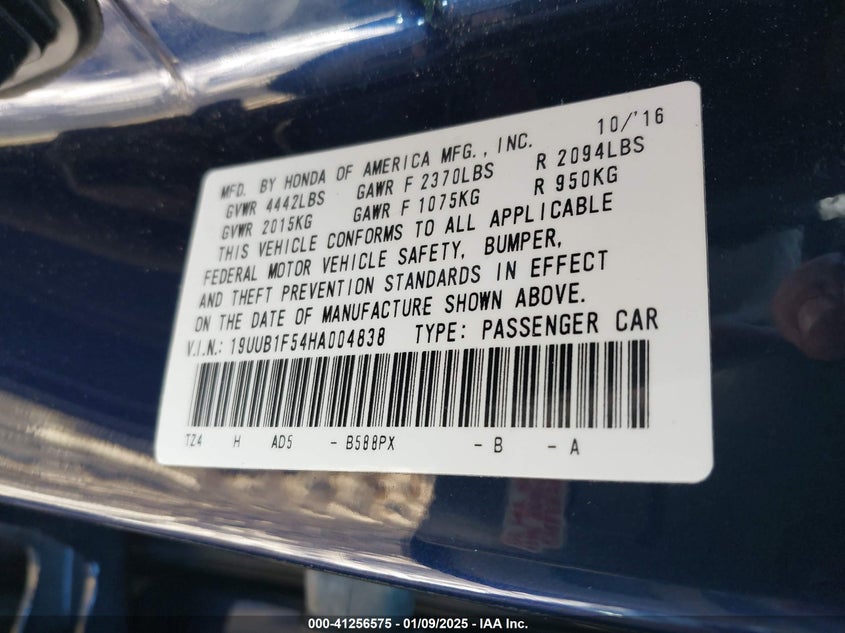 10/'16
MFD. BY HONDA OF AMERICA MFG., INC.
GVWR 4442LBS GAWR F 2370LBS R 2094LBS
GVWR 2015KG GAWR F 1075KG R 950KG
THIS VEHICLE CONFORMS TO ALL APPLICABLE
FEDERAL MOTOR VEHICLE SAFETY, BUMPER,
AND THEFT PREVENTION STANDARDS IN EFFECT
ON THE DATE OF MANUFACTURE SHOWN ABOVE.
V.I.N.: 19UUB1F54HA004838 TYPE: PASSENGER CAR
TZ4 H AD5 - B588PX - B - A
000-41256575 - 01/09/2025 - IAA Inc.